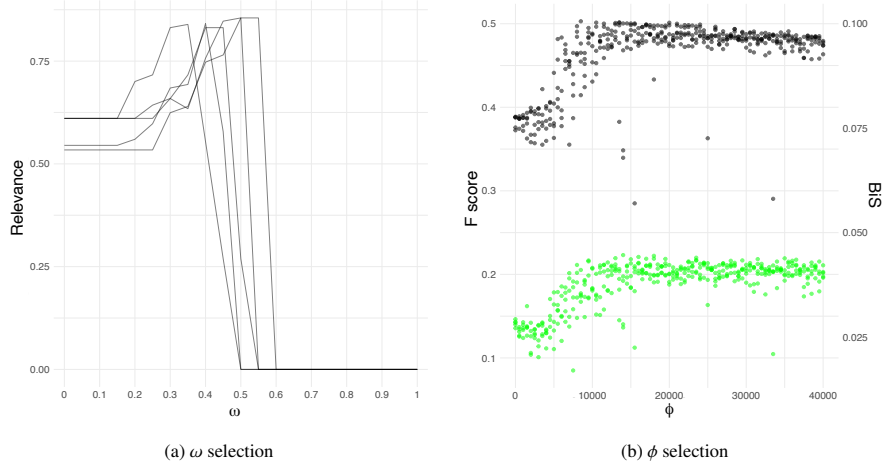 Relevance
0.75
0.50
0.25
0.00
0 0.1 0.2 0.3 0.4 0.5 0.6 0.7 0.8 0.9 1
ω
(a) ω selection
F score
0.5
0.4
0.3
0.2
0.1
0 10000 20000 30000 40000
ϕ
0.100
0.075
0.050
0.025
BiS
(b) ϕ selection